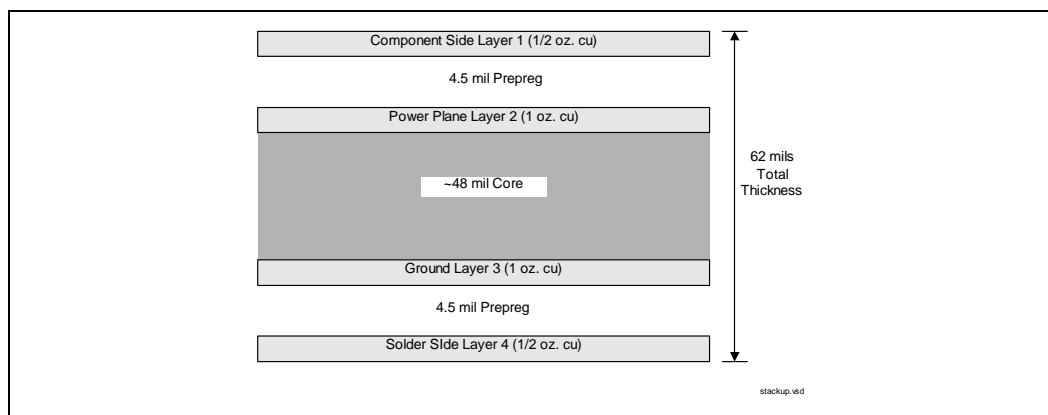 Component Side Layer 1 (1/2 oz. cu)
4.5 mil Prepreg
Power Plane Layer 2 (1 oz. cu)
~48 mil Core
62 mils
Total
Thickness
Ground Layer 3 (1 oz. cu)
4.5 mil Prepreg
Solder SIde Layer 4 (1/2 oz. cu)
stackup.vsd